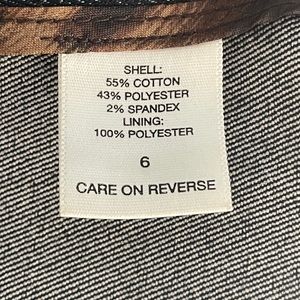 SHELL:
55% COTTON
43% POLYESTER
2% SPANDEX
LINING:
100% POLYESTER
6
CARE ON REVERSE